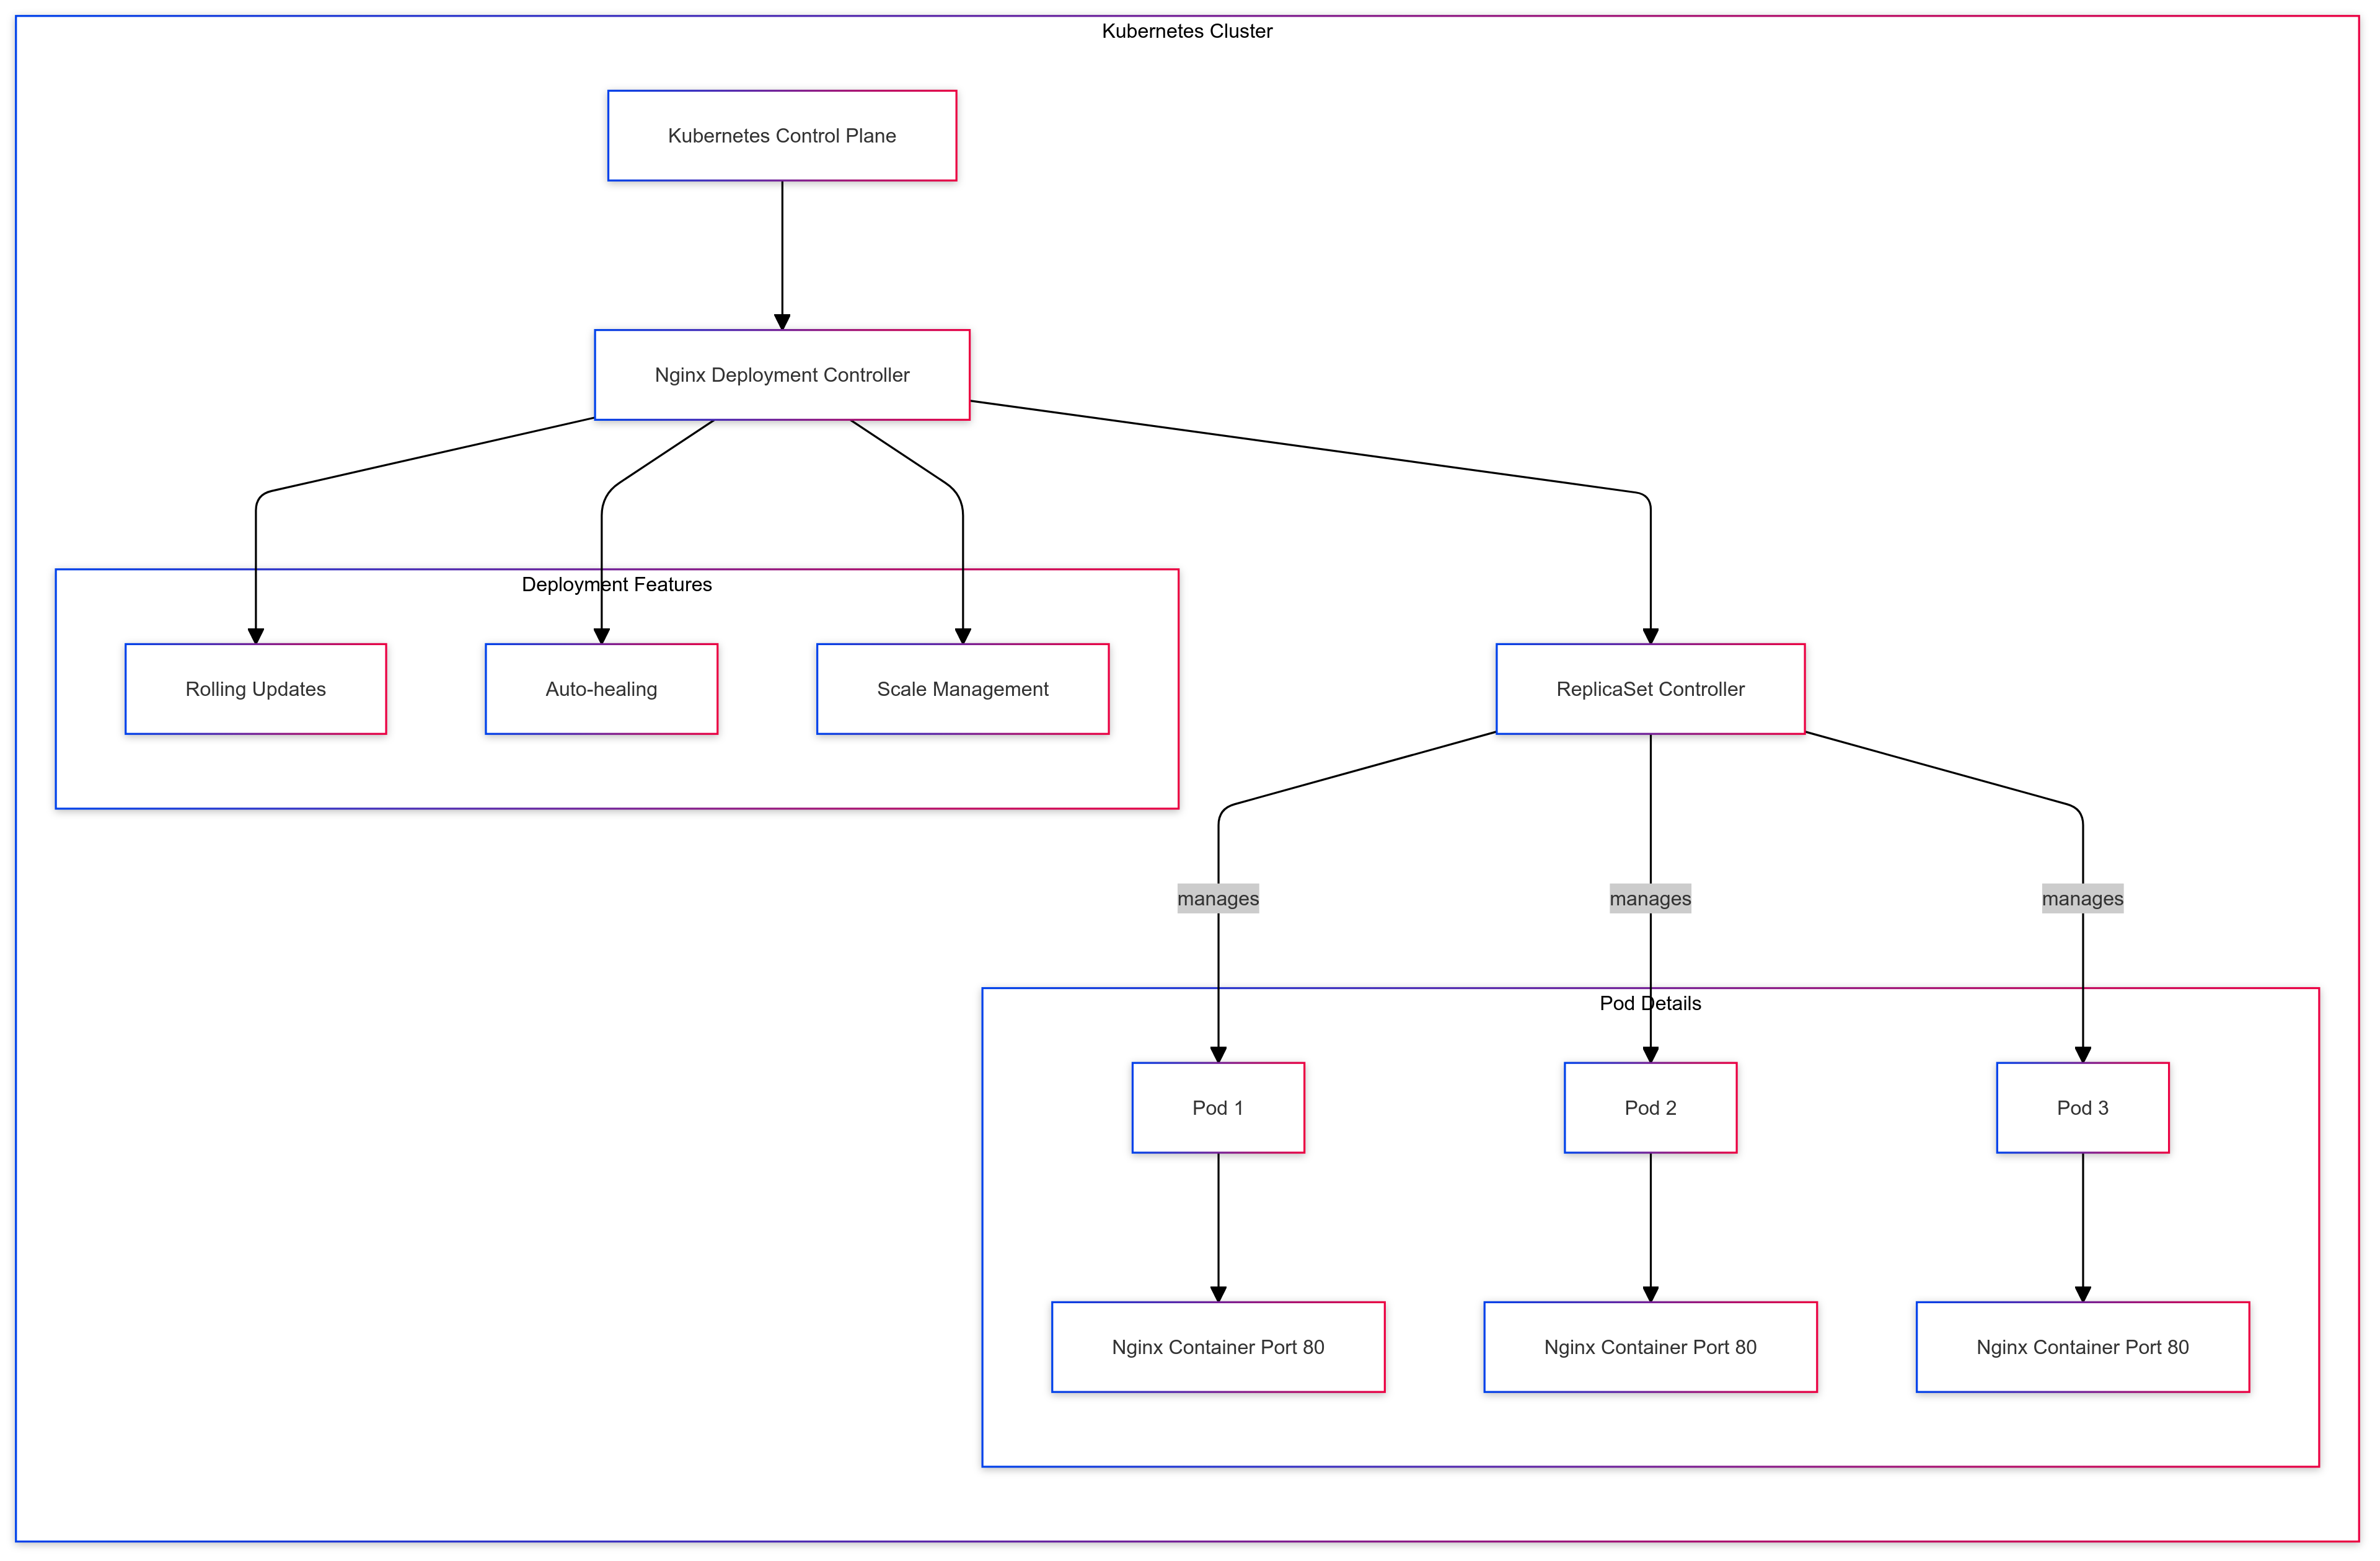 Kubernetes Cluster
Kubernetes Control Plane
Nginx Deployment Controller
Deployment Features
Rolling Updates
Auto-healing
Scale Management
ReplicaSet Controller
manages
manages
manages
Pod Details
Pod 1
Pod 2
Pod 3
Nginx Container Port 80
Nginx Container Port 80
Nginx Container Port 80